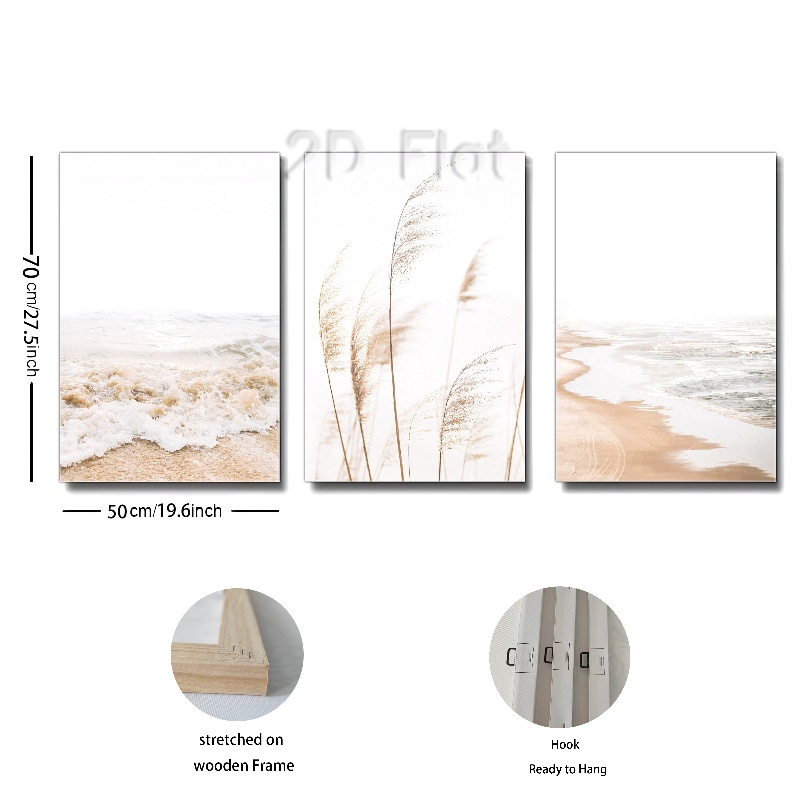 2D Flat
70 cm/27.5inch
50cm/19.6inch
stretched on
wooden Frame
Hook
Ready to Hang